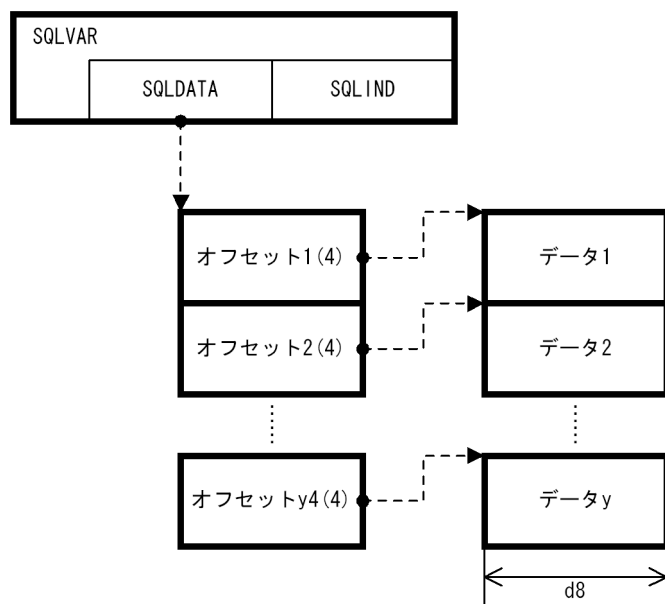 SQLVAR
SQLDATA
SQLIND
オフセット1(4)
データ1
オフセット2(4)
データ2
オフセットy4(4)
データy
d8